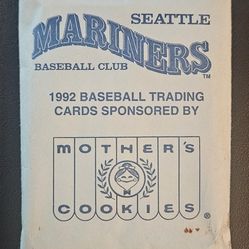 SEATTLE
MARINERS
BASEBALL CLUB
TM
1992 BASEBALL TRADING
CARDS SPONSORED BY
MOTHER'S
COOKIES
®